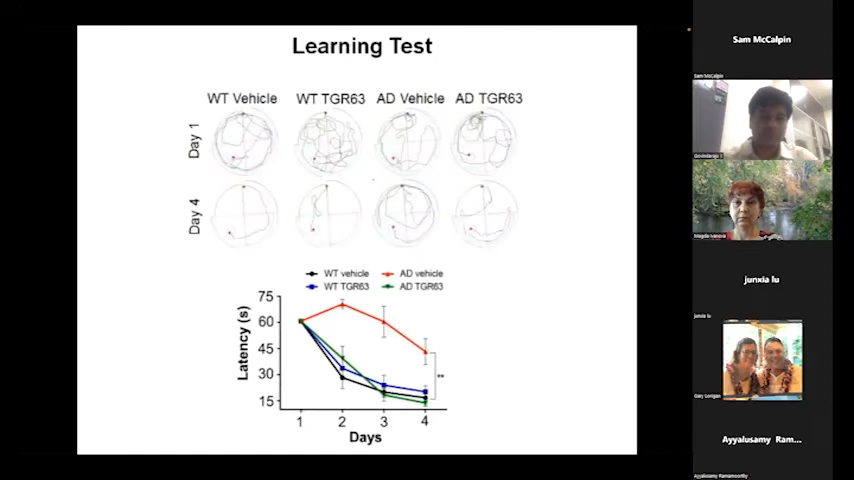 Learning Test
WT Vehicle WT TGR63 AD Vehicle AD TGR63
Day 1
Day 4
WT vehicle AD vehicle
WT TGR63 AD TGR63
Latency (s)
75
60
45
30
15
**
1 2 3 4
Days
Sam McCalpin
Sam McCalpin
junxia lu
junxia lu
Gary Lorigan
Ayyalusamy Ram...
Ayyalusamy Ramamoorthy